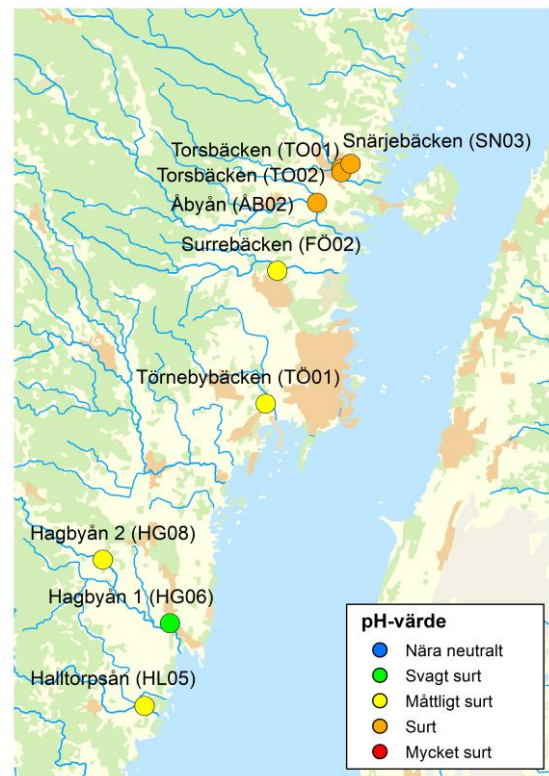 Snärjebäcken (SN03)
Torsbäcken (TO01)
Torsbäcken (TO02)
Åbyån (ÅB02)
Surrebäcken (FÖ02)
Törnebybäcken (TÖ01)
Hagbyån 2 (HG08)
Hagbyån 1 (HG06)
Halltorpsån (HL05)
pH-värde
Nära neutralt
Svagt surt
Måttligt surt
Surt
Mycket surt